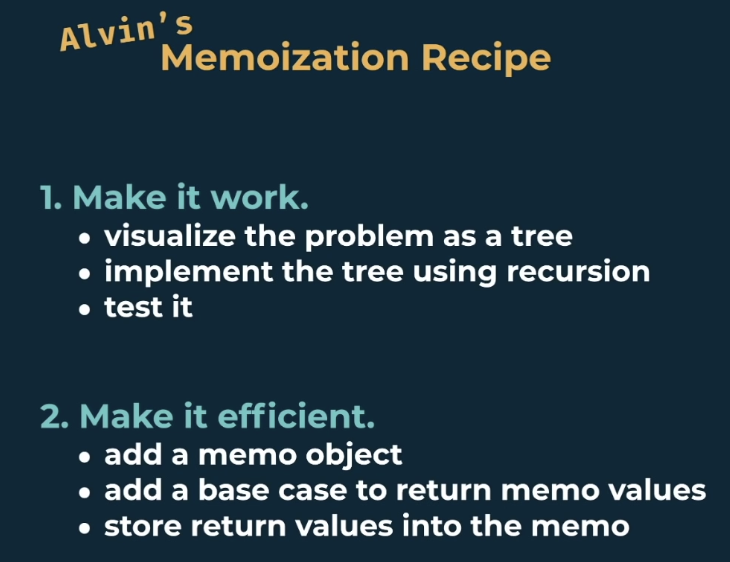 Alvin's
Memoization Recipe
1. Make it work.
• visualize the problem as a tree
• implement the tree using recursion
• test it
2. Make it efficient.
• add a memo object
• add a base case to return memo values
• store return values into the memo